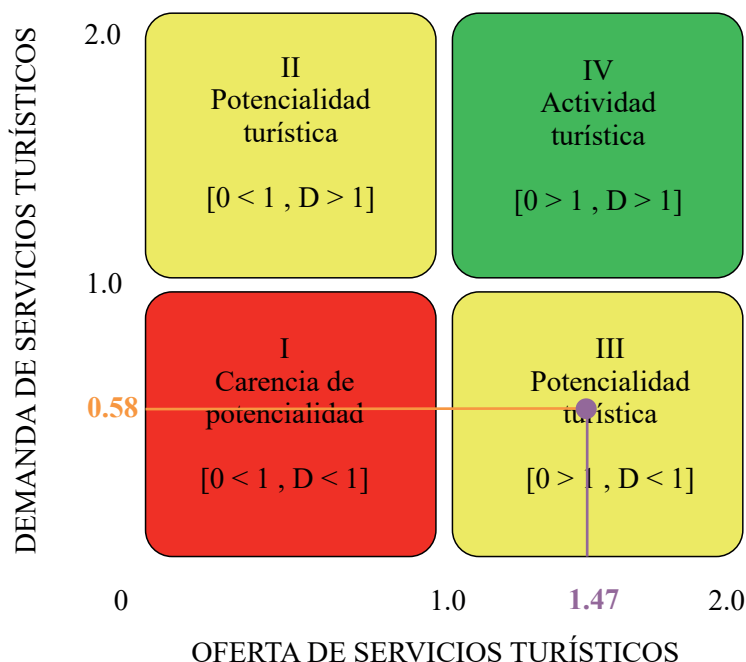 DEMANDA DE SERVICIOS TURÍSTICOS
2.0
II
Potencialidad
turística
[0 < 1 , D > 1]
IV
Actividad
turística
[0 > 1 , D > 1]
1.0
I
Carencia de
potencialidad
[0 < 1 , D < 1]
III
Potencialidad
turística
[0 > 1 , D < 1]
0.58
0
1.0
1.47
2.0
OFERTA DE SERVICIOS TURÍSTICOS